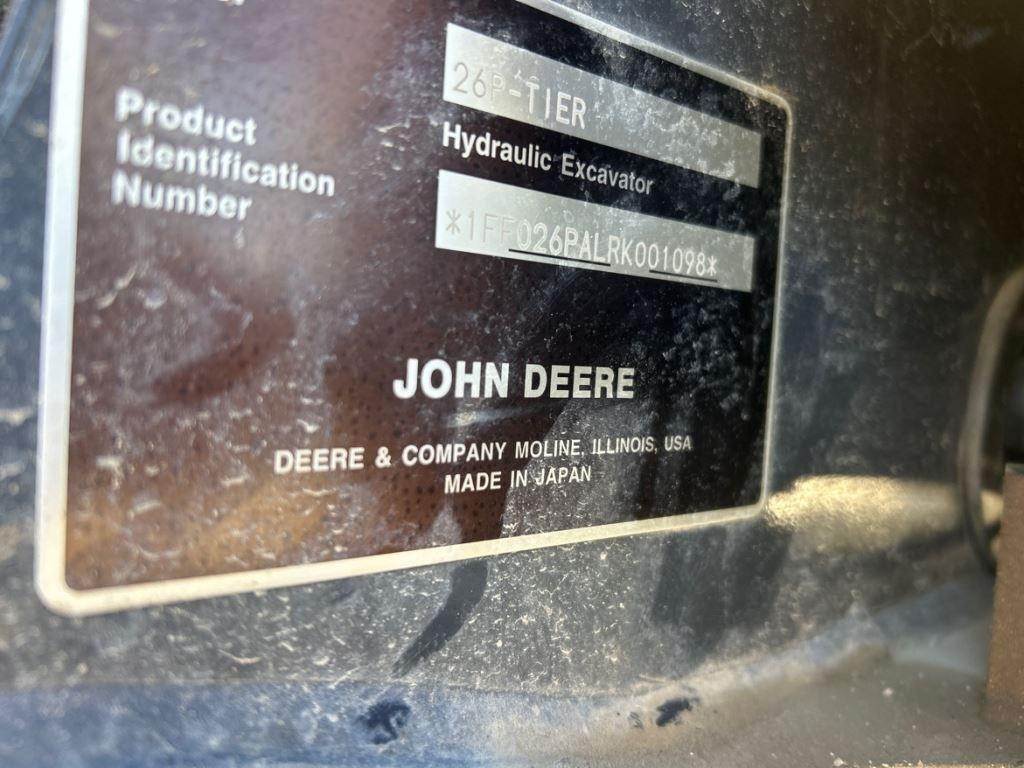 26P-TIER
Product
Identification
Number
Hydraulic Excavator
*1FF026PALRK001098*
JOHN DEERE
DEERE & COMPANY MOLINE, ILLINOIS, USA
MADE IN JAPAN